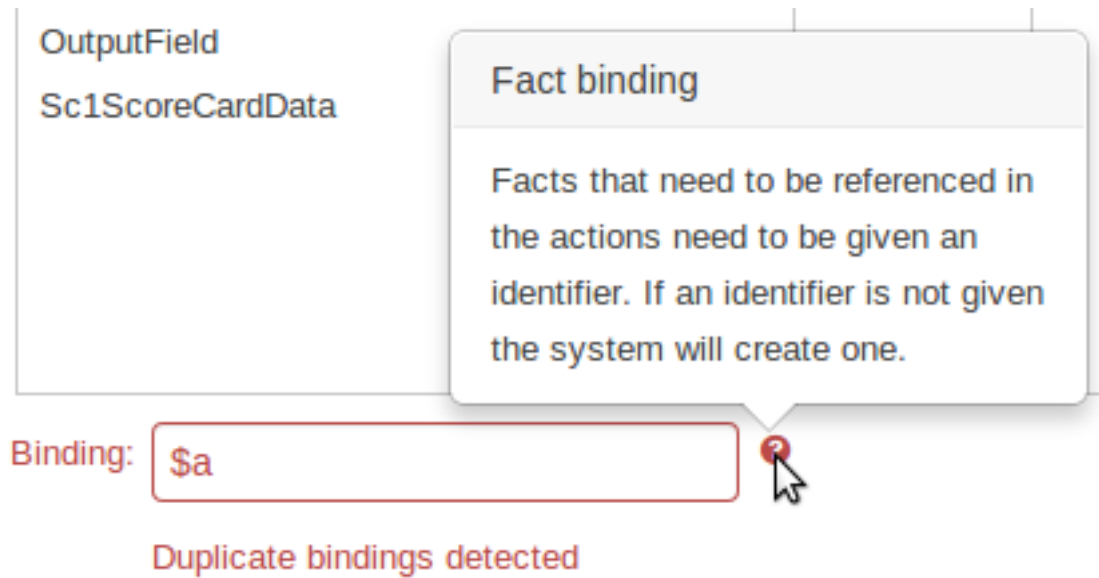 OutputField
Sc1ScoreCardData
Fact binding
Facts that need to be referenced in
the actions need to be given an
identifier. If an identifier is not given
the system will create one.
Binding:
$a
?
Duplicate bindings detected